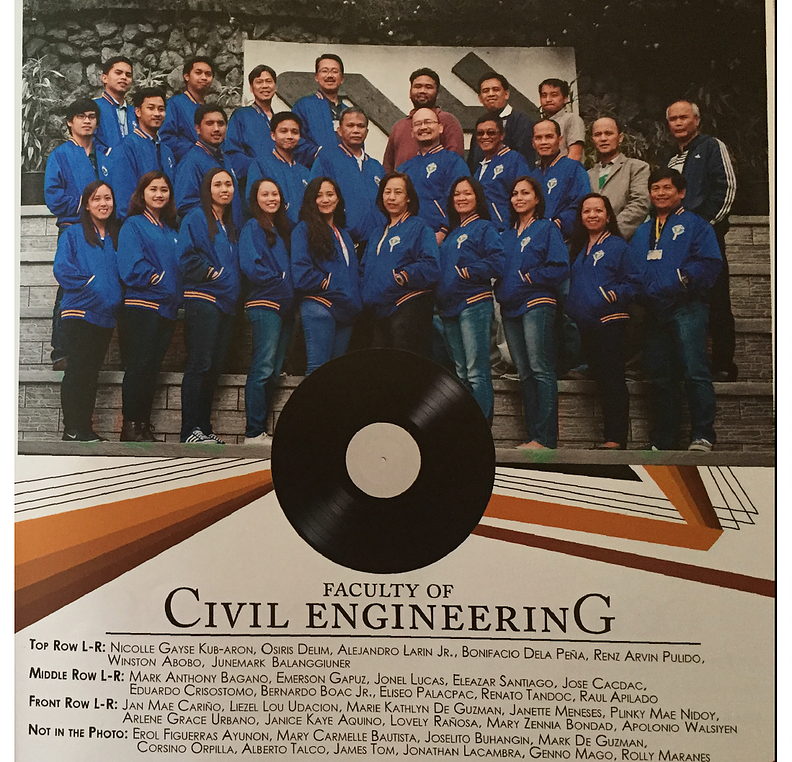 FACULTY OF
CIVIL ENGINEERING
TOP ROW L-R: NICOLLE GAYSE KUB-ARON, OSIRIS DELIM, ALEJANDRO LARIN JR., BONIFACIO DELA PEÑA, RENZ ARVIN PULIDO,
WINSTON ABOBO, JUNEMARK BALANGGIUNER
MIDDLE ROW L-R: MARK ANTHONY BAGANO, EMERSON GAPUZ, JONEL LUCAS, ELEAZAR SANTIAGO, JOSE CACDAC,
EDUARDO CRISOSTOMO, BERNARDO BOAC JR., ELISEO PALACPAC, RENATO TANDOC, RAUL APILADO
FRONT ROW L-R: JAN MAE CARIÑO, LIEZEL LOU UDACION, MARIE KATHLYN DE GUZMAN, JANETTE MENESES, PLINKY MAE NIDOY,
ARLENE GRACE URBANO, JANICE KAYE AQUINO, LOVELY RAÑOSA, MARY ZENNIA BONDAD, APOLONIO WALSIYEN
NOT IN THE PHOTO: EROL FIGUERRAS AYUNON, MARY CARMELLE BAUTISTA, JOSELITO BUHANGIN, MARK DE GUZMAN,
CORSINO ORPILLA, ALBERTO TALCO, JAMES TOM, JONATHAN LACAMBRA, GENNO MAGO, ROLLY MARANES